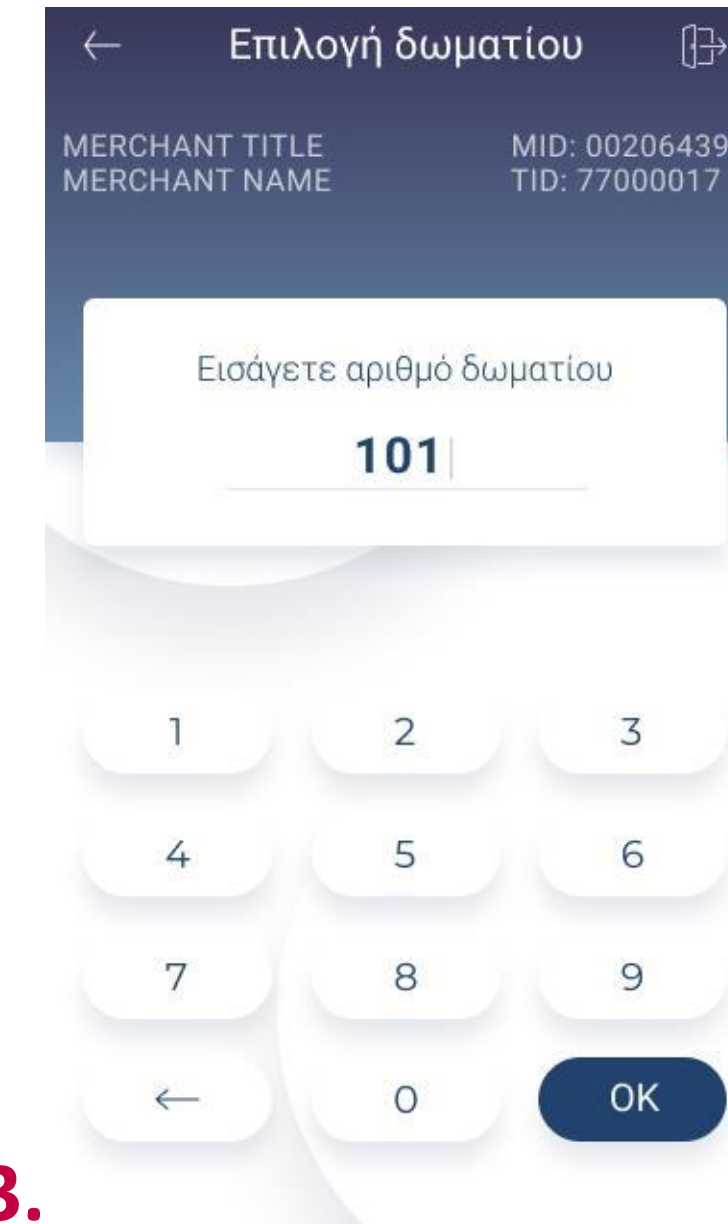 Επιλογή δωματίου
MERCHANT TITLE MID: 00206439
MERCHANT NAME TID: 77000017
Εισάγετε αριθμό δωματίου
101
1 2 3
4 5 6
7 8 9
← 0 OK
3.